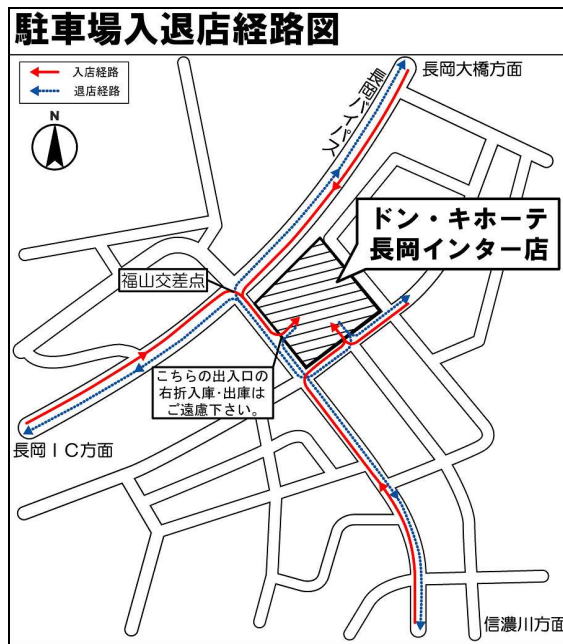 駐車場入退店経路図
入店経路
退店経路
N
長岡大橋方面
長岡バイパス
ドン・キホーテ
長岡インター店
福山交差点
こちらの出入口の
右折入庫・出庫は
ご遠慮下さい。
長岡IC方面
信濃川方面